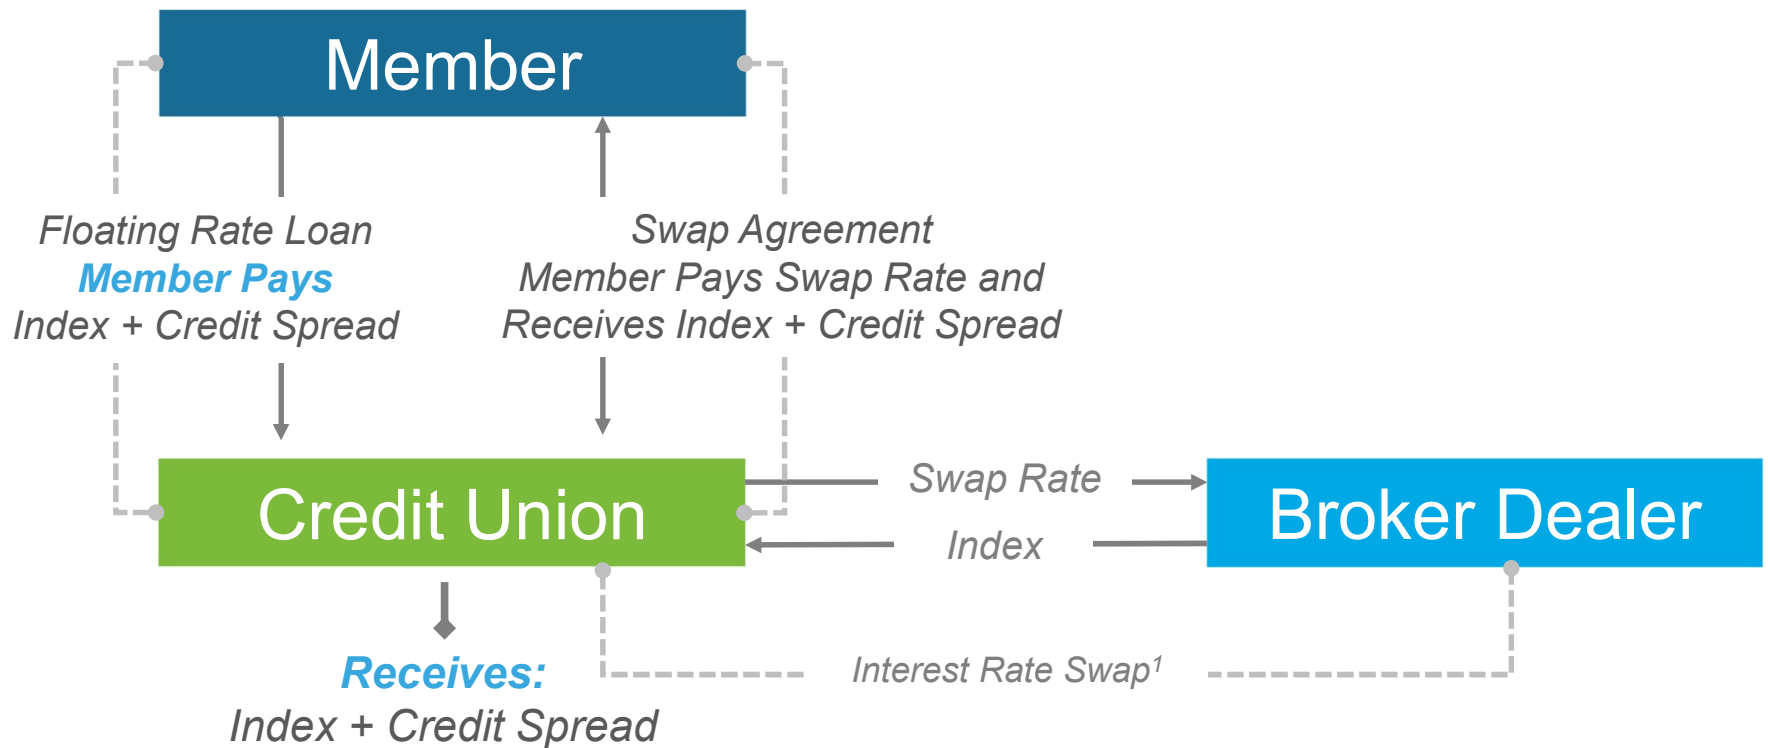 Member
Floating Rate Loan
Member Pays
Index + Credit Spread
Swap Agreement
Member Pays Swap Rate and
Receives Index + Credit Spread
Credit Union
Swap Rate
Index
Broker Dealer
Interest Rate Swap¹
Receives:
Index + Credit Spread